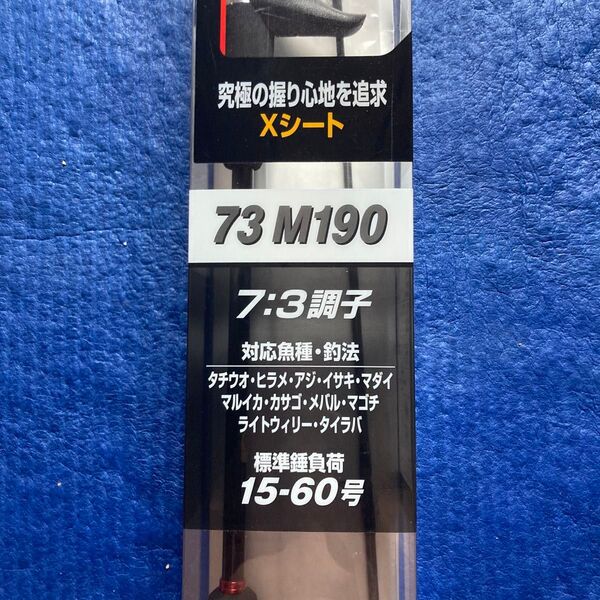 究極の握り心地を追求
Xシート
73 M190
7:3調子
対応魚種・釣法
タチウオ・ヒラメ・アジ・イサキ・マダイ
マルイカ・カサゴ・メバル・マゴチ
ライトウィリー・タイラバ
標準錘負荷
15-60号